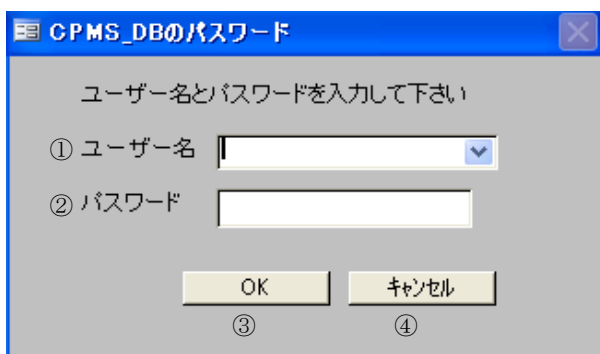 CPMS_DBのパスワード
ユーザー名とパスワードを入力して下さい
① ユーザー名
② パスワード
OK キャンセル
③ ④